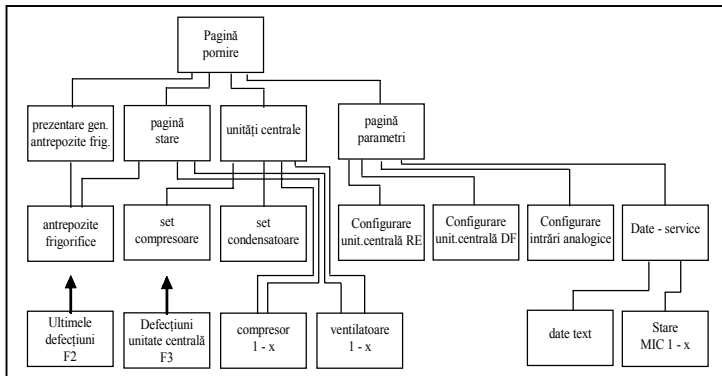 Pagină
pornire
prezentare gen.
antrepozite frig.
pagină
stare
unități centrale
pagină
parametri
antrepozite
frigorifice
set
compresoare
set
condensatoare
Configurare
unit.centrală RE
Configurare
unit.centrală DF
Configurare
intrări analogice
Date - service
Ultimele
defecțiuni
F2
Defecțiuni
unitate centrală
F3
compresor
1 - x
ventilatoare
1 - x
date text
Stare
MIC 1 - x